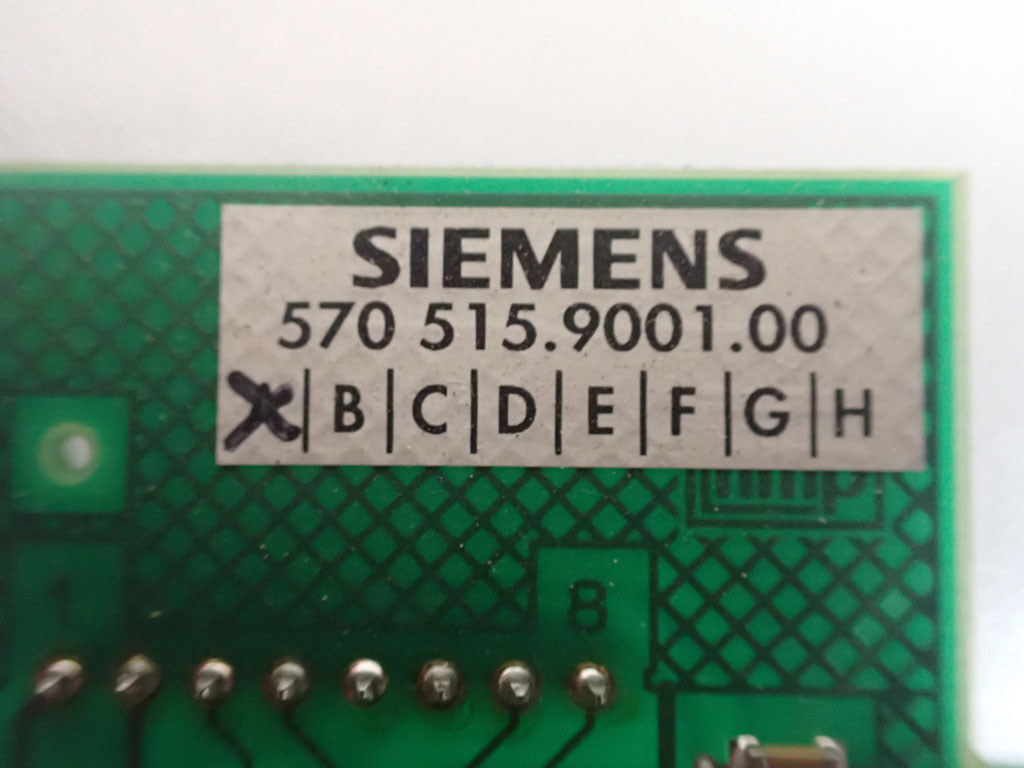 SIEMENS
570 515.9001.00
B C D E F G H
1 8